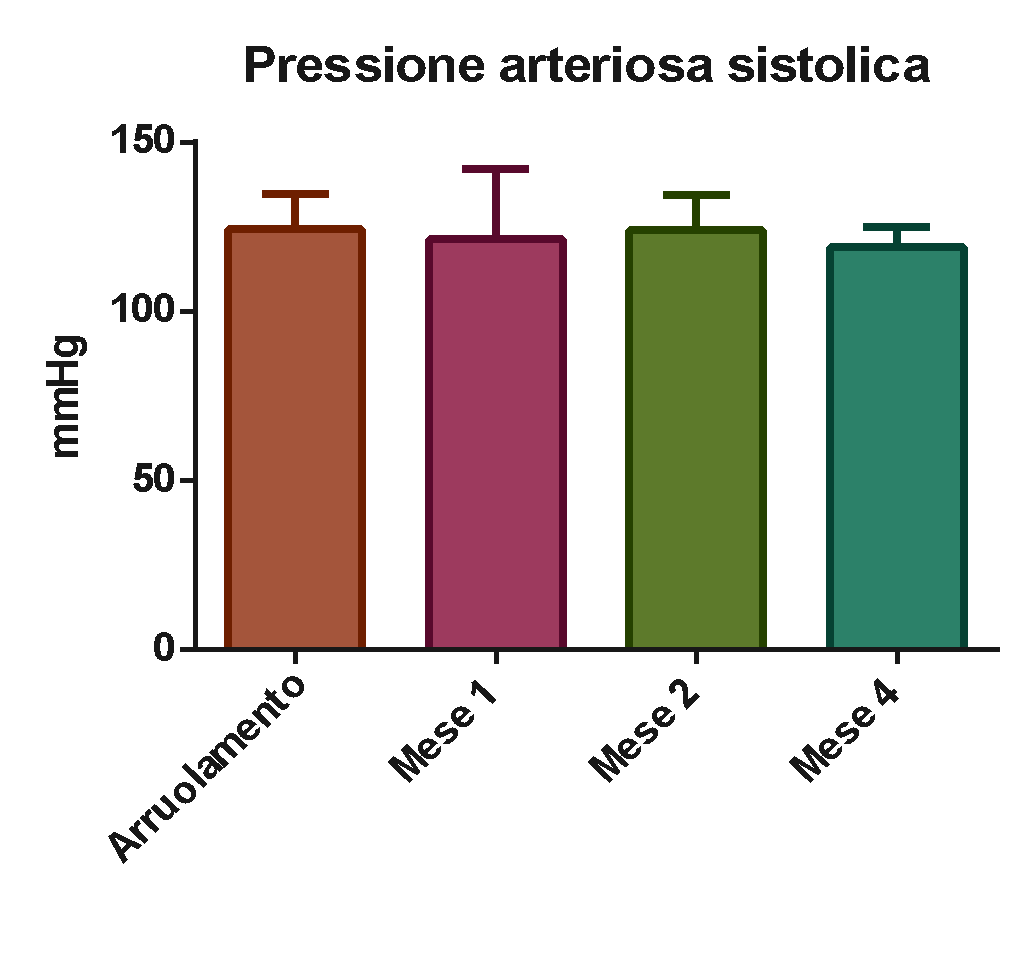 Pressione arteriosa sistolica
150
100
50
0
mmHg
Arruolamento
Mese 1
Mese 2
Mese 4